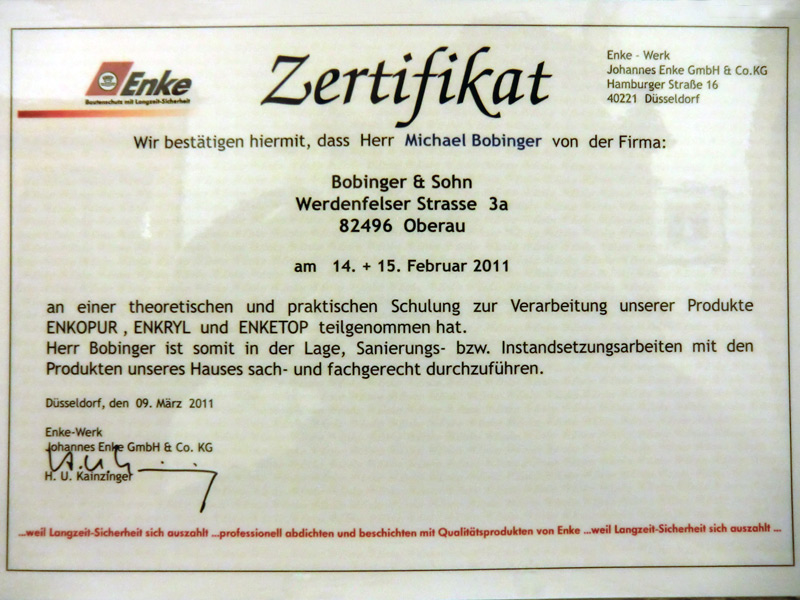 Enke
Bautenschutz mit Langzeit-Sicherheit
Zertifikat
Enke - Werk
Johannes Enke GmbH & Co.KG
Hamburger Straße 16
40221 Düsseldorf
Wir bestätigen hiermit, dass Herr Michael Bobinger von der Firma:
Bobinger & Sohn
Werdenfelser Strasse 3a
82496 Oberau
am 14. + 15. Februar 2011
an einer theoretischen und praktischen Schulung zur Verarbeitung unserer Produkte
ENKOPUR , ENKRYL und ENKETOP teilgenommen hat.
Herr Bobinger ist somit in der Lage, Sanierungs- bzw. Instandsetzungsarbeiten mit den
Produkten unseres Hauses sach- und fachgerecht durchzuführen.
Düsseldorf, den 09. März 2011
Enke-Werk
Johannes Enke GmbH & Co. KG
H. U. Kainzinger
...weil Langzeit-Sicherheit sich auszahlt ...professionell abdichten und beschichten mit Qualitätsprodukten von Enke ...weil Langzeit-Sicherheit sich auszahlt ...